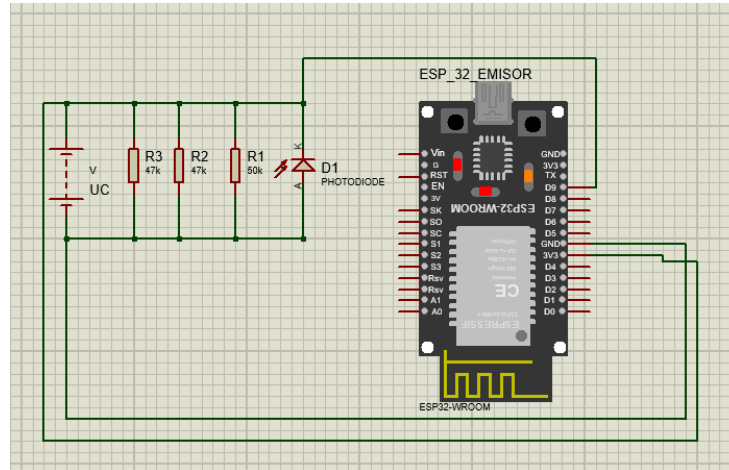 ESP_32_EMISOR
V
UC
R3
47k
R2
47k
R1
50k
K
A
D1
PHOTODIODE
Vin
G
RST
EN
3V
SK
SO
SC
S1
S2
S3
Rsv
Rsv
A1
A0
GND
3V3
TX
D9
D8
D7
D6
D5
GND
3V3
D4
D3
D2
D1
D0
ESP32-WROOM
CE
ESPRESSIF
ESP32-WROOM